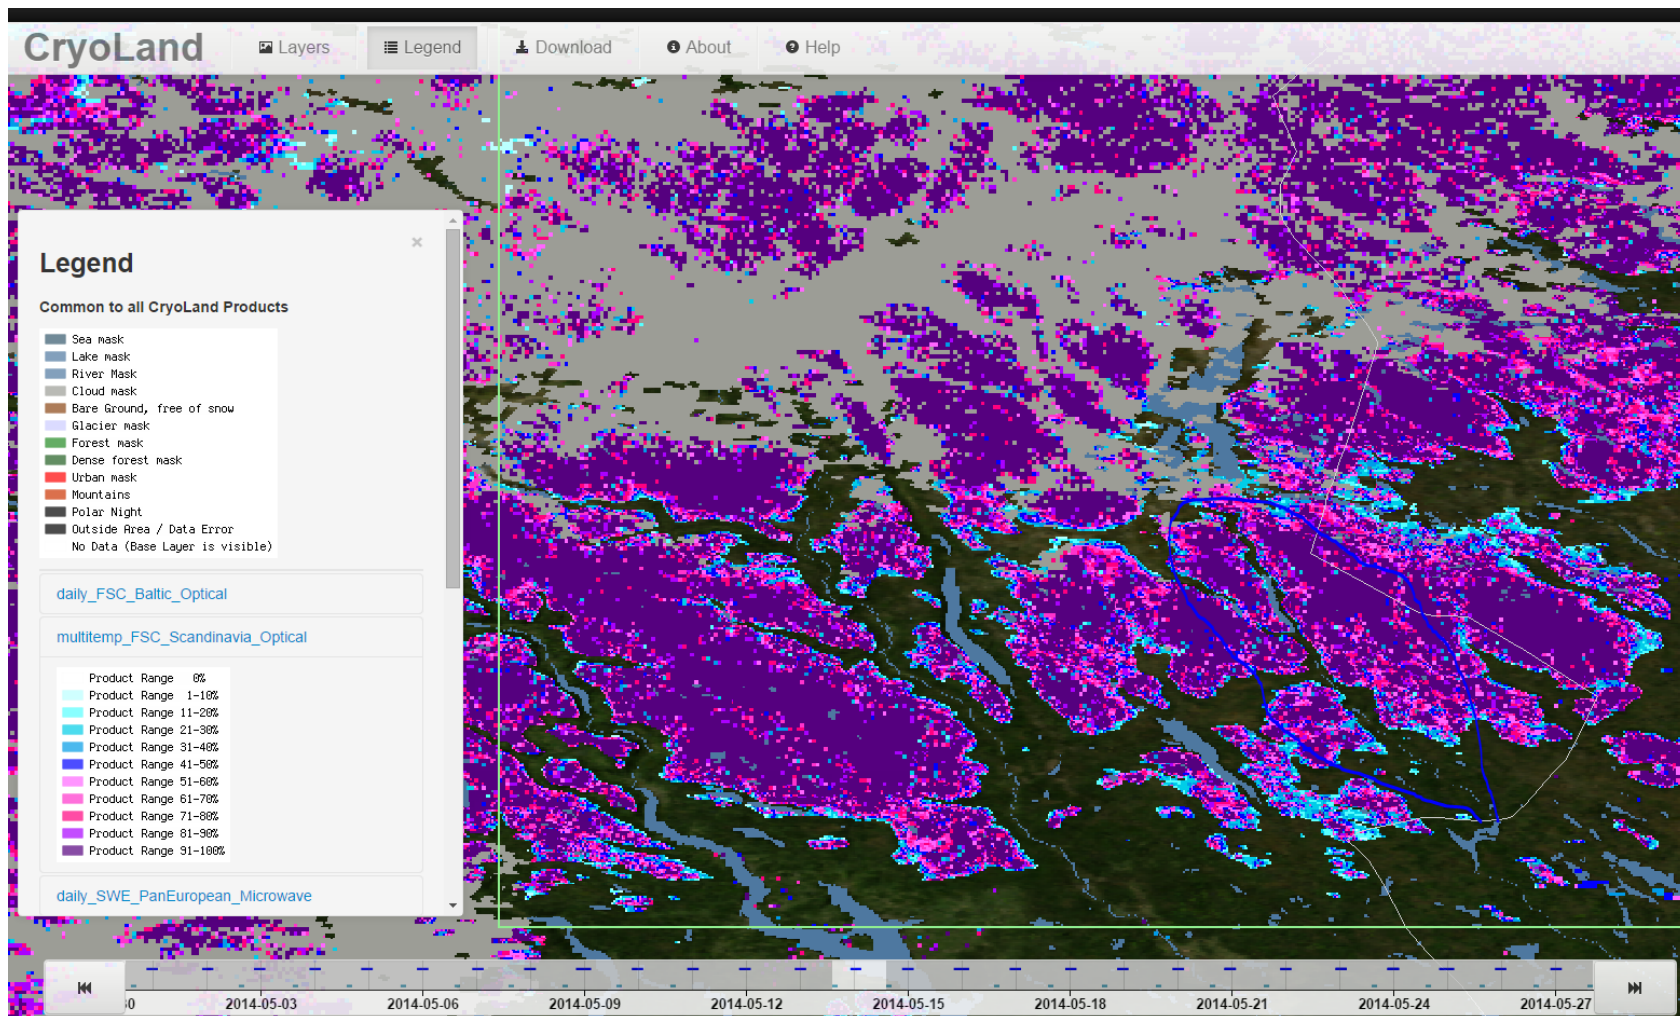 CryoLand
Layers
Legend
Download
About
Help
Legend
×
Common to all CryoLand Products
Sea mask
Lake mask
River Mask
Cloud mask
Bare Ground, free of snow
Glacier mask
Forest mask
Dense forest mask
Urban mask
Mountains
Polar Night
Outside Area / Data Error
No Data (Base Layer is visible)
daily_FSC_Baltic_Optical
multitemp_FSC_Scandinavia_Optical
Product Range 0%
Product Range 1-10%
Product Range 11-20%
Product Range 21-30%
Product Range 31-40%
Product Range 41-50%
Product Range 51-60%
Product Range 61-70%
Product Range 71-80%
Product Range 81-90%
Product Range 91-100%
daily_SWE_PanEuropean_Microwave
30 2014-05-03 2014-05-06 2014-05-09 2014-05-12 2014-05-15 2014-05-18 2014-05-21 2014-05-24 2014-05-27